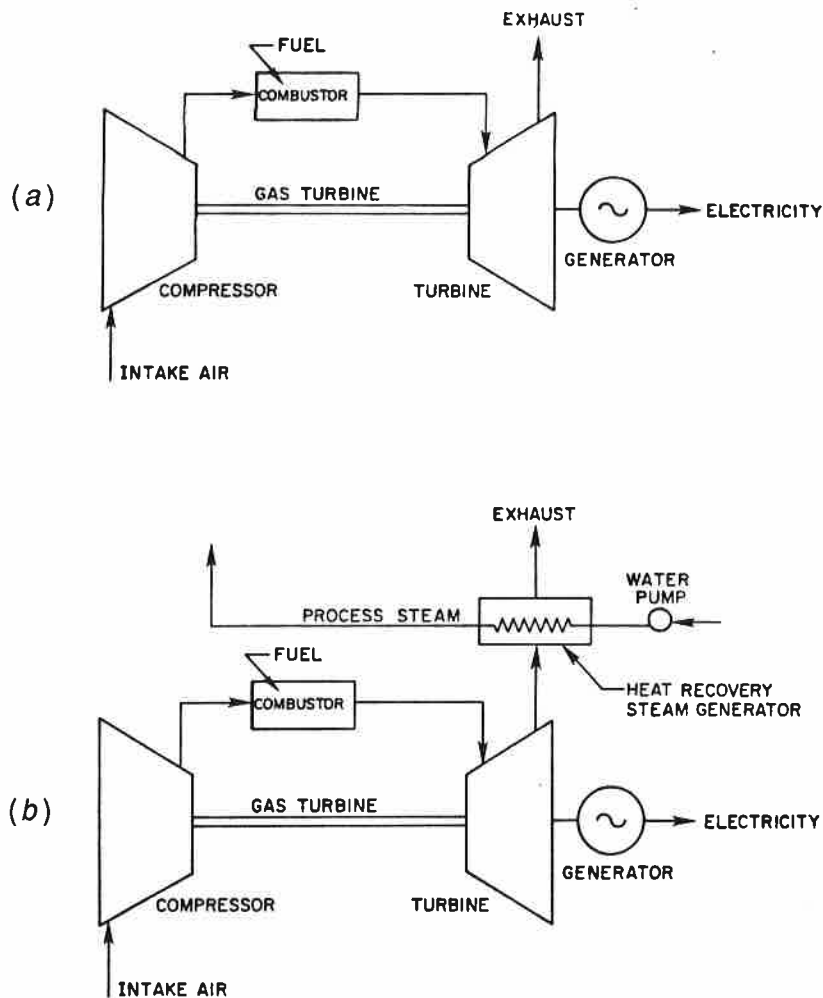 EXHAUST
FUEL
COMBUSTOR
(a)
GAS TURBINE
ELECTRICITY
GENERATOR
COMPRESSOR
TURBINE
INTAKE AIR
EXHAUST
WATER
PUMP
PROCESS STEAM
FUEL
HEAT RECOVERY
STEAM GENERATOR
COMBUSTOR
(b)
GAS TURBINE
ELECTRICITY
GENERATOR
COMPRESSOR
TURBINE
INTAKE AIR